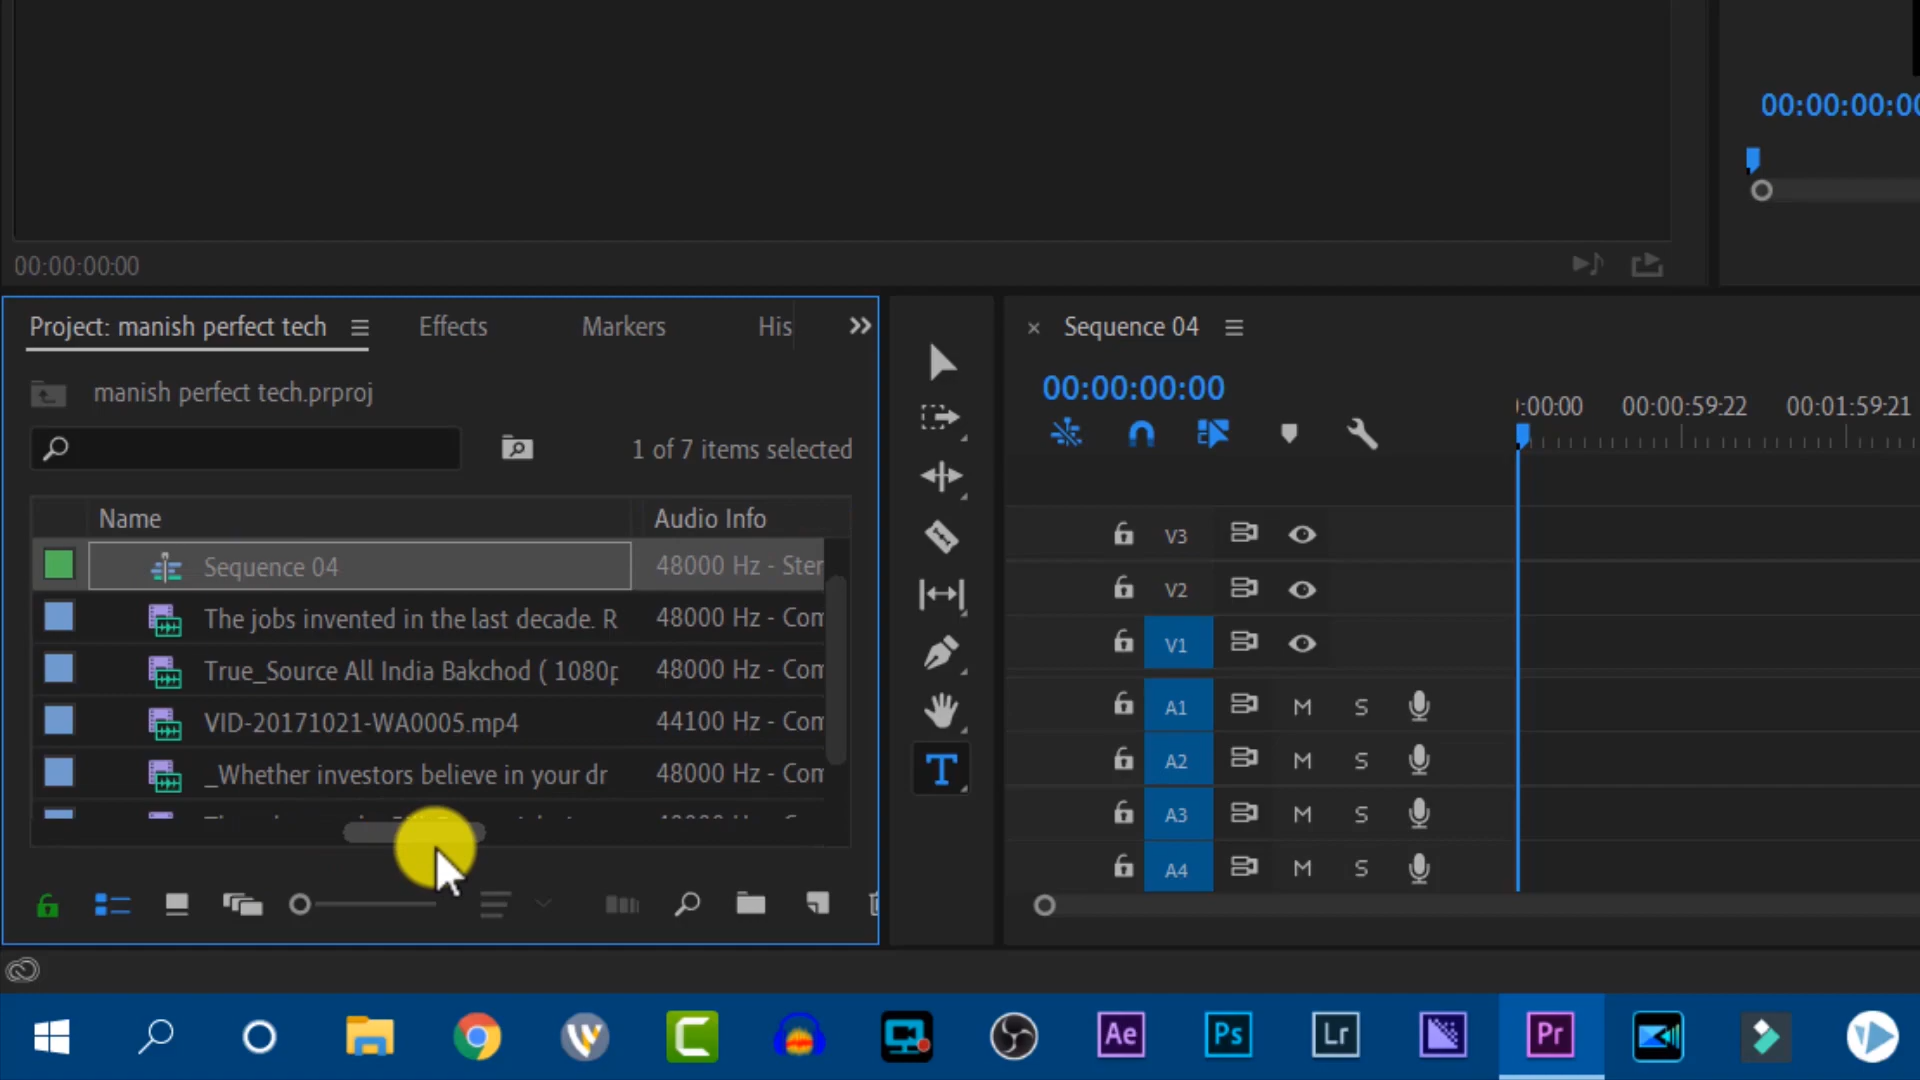 00:00:00:00
00:00:00:00
Project: manish perfect tech
Effects
Markers
His
Sequence 04
manish perfect tech.prproj
00:00:00:00
1 of 7 items selected
:00:00
00:00:59:22
00:01:59:21
Name
Audio Info
Sequence 04
48000 Hz - Ster
The jobs invented in the last decade. R
48000 Hz - Com
True_Source All India Bakchod ( 1080p
48000 Hz - Com
VID-20171021-WA0005.mp4
44100 Hz - Com
_Whether investors believe in your dr
48000 Hz - Com
V3
V2
V1
A1 M S
A2 M S
A3 M S
A4 M S
T
Ae
Ps
Lr
Pr